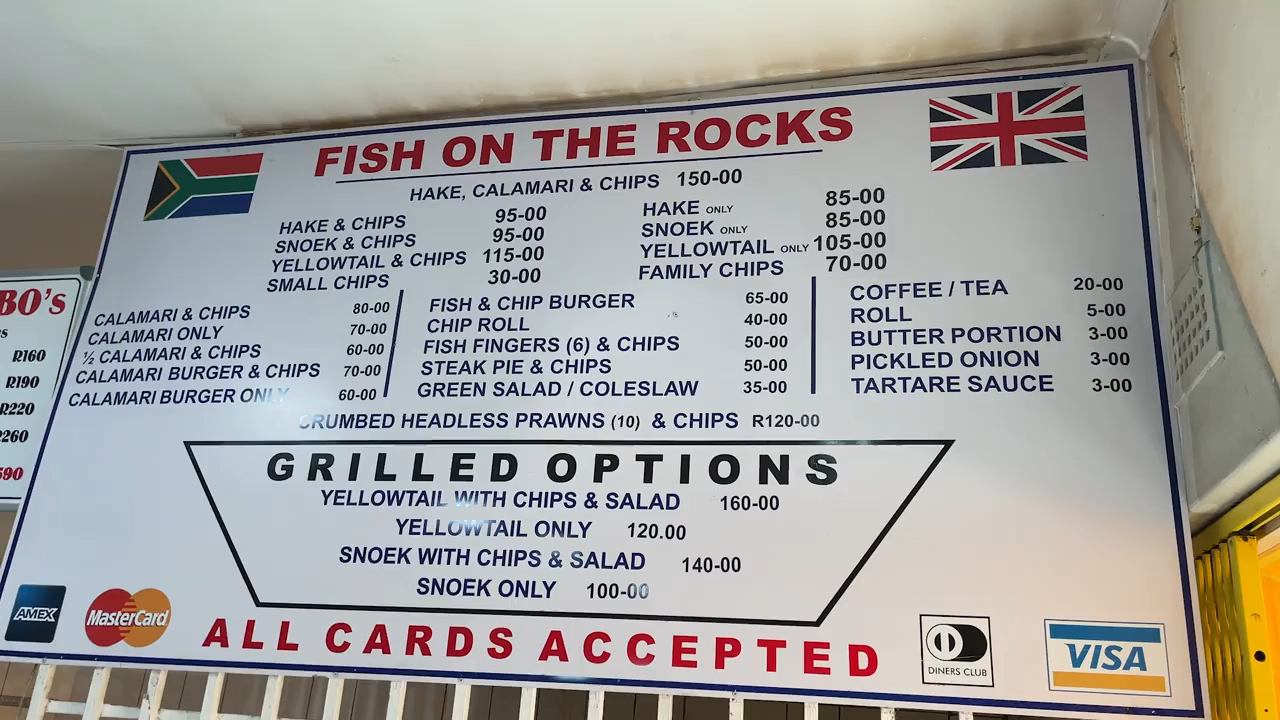 FISH ON THE ROCKS
HAKE, CALAMARI & CHIPS 150-00
HAKE & CHIPS 95-00
SNOEK & CHIPS 95-00
YELLOWTAIL & CHIPS 115-00
SMALL CHIPS 30-00
HAKE ONLY 85-00
SNOEK ONLY 85-00
YELLOWTAIL ONLY 105-00
FAMILY CHIPS 70-00
CALAMARI & CHIPS 80-00
CALAMARI ONLY 70-00
½ CALAMARI & CHIPS 60-00
CALAMARI BURGER & CHIPS 70-00
CALAMARI BURGER ONLY 60-00
FISH & CHIP BURGER 65-00
CHIP ROLL 40-00
FISH FINGERS (6) & CHIPS 50-00
STEAK PIE & CHIPS 50-00
GREEN SALAD / COLESLAW 35-00
COFFEE / TEA 20-00
ROLL 5-00
BUTTER PORTION 3-00
PICKLED ONION 3-00
TARTARE SAUCE 3-00
CRUMBED HEADLESS PRAWNS (10) & CHIPS R120-00
GRILLED OPTIONS
YELLOWTAIL WITH CHIPS & SALAD 160-00
YELLOWTAIL ONLY 120.00
SNOEK WITH CHIPS & SALAD 140-00
SNOEK ONLY 100-00
ALL CARDS ACCEPTED
AMEX
MasterCard
DINERS CLUB
VISA
BO's
R160
R190
R220
260
590